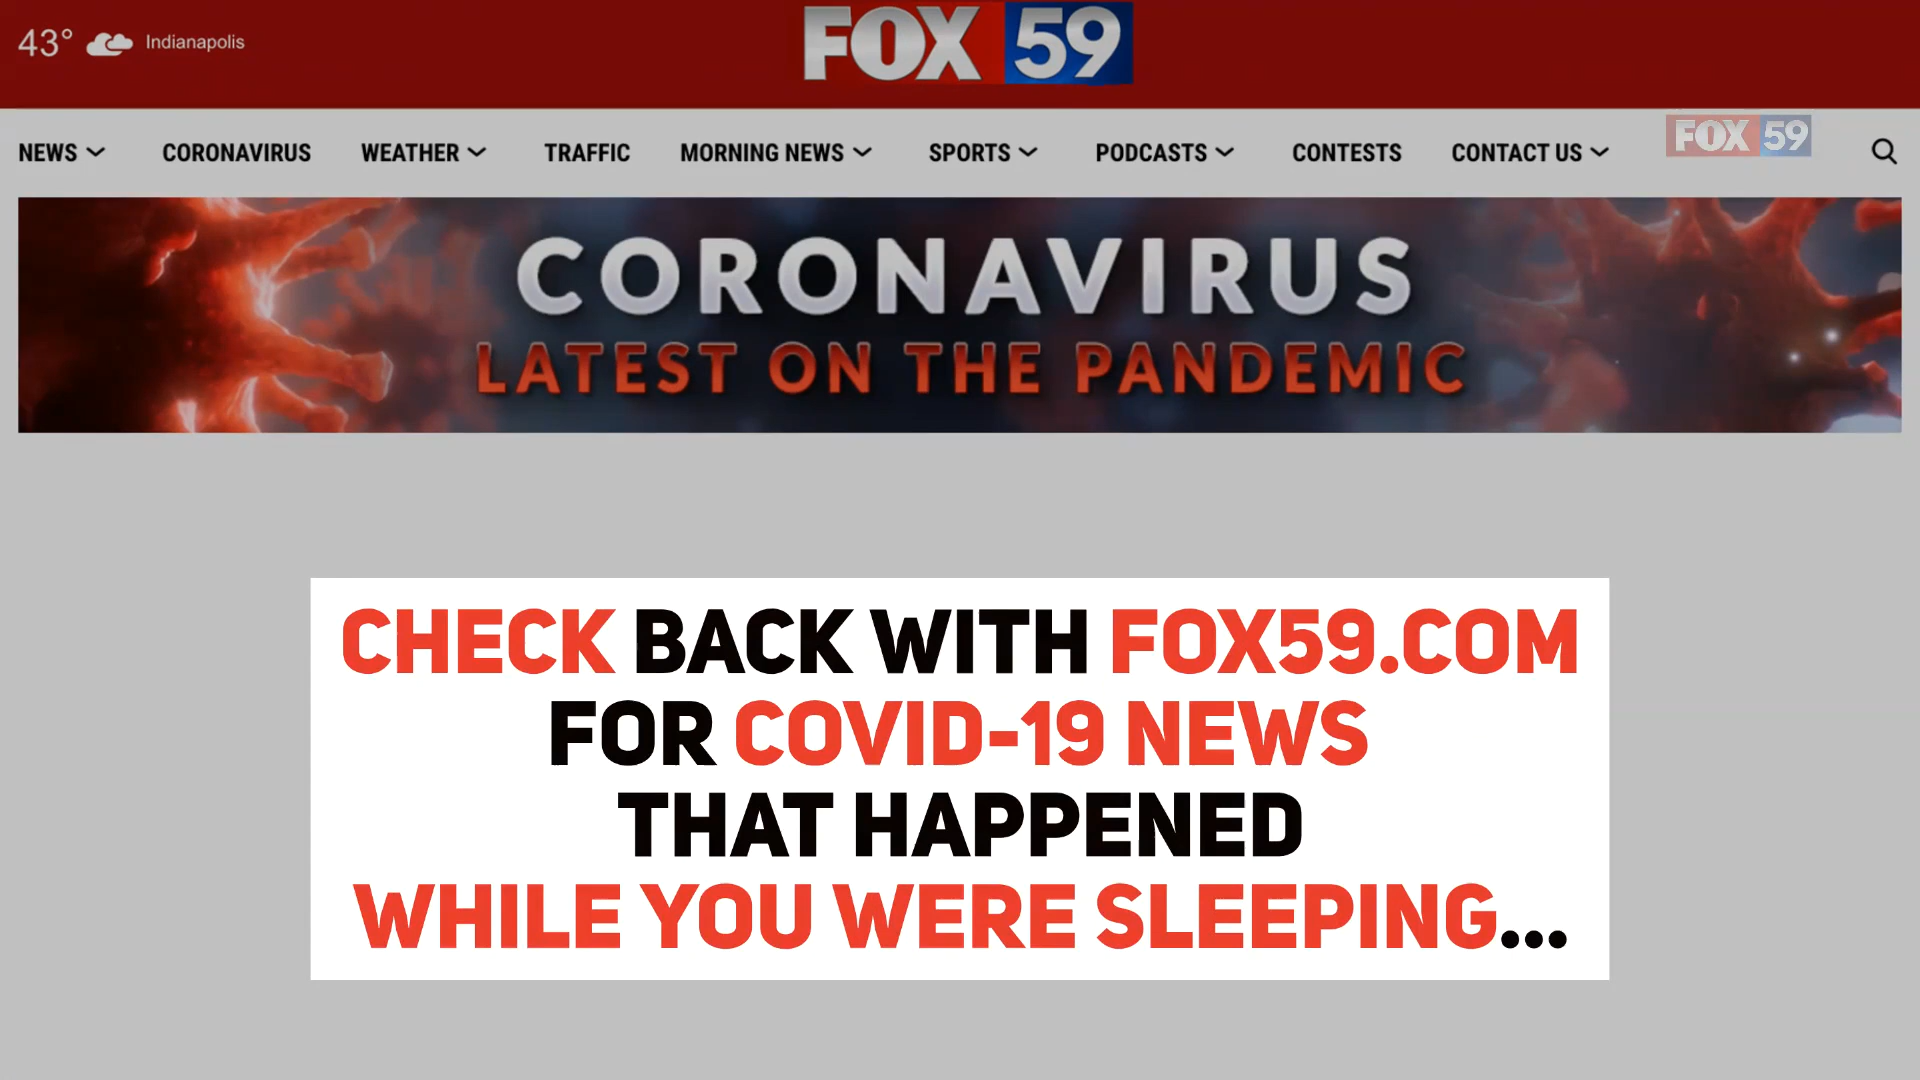 43° Indianapolis
FOX 59
NEWS CORONAVIRUS WEATHER TRAFFIC MORNING NEWS SPORTS PODCASTS CONTESTS CONTACT US
FOX 59
CORONAVIRUS
LATEST ON THE PANDEMIC
CHECK BACK WITH FOX59.COM
FOR COVID-19 NEWS
THAT HAPPENED
WHILE YOU WERE SLEEPING...